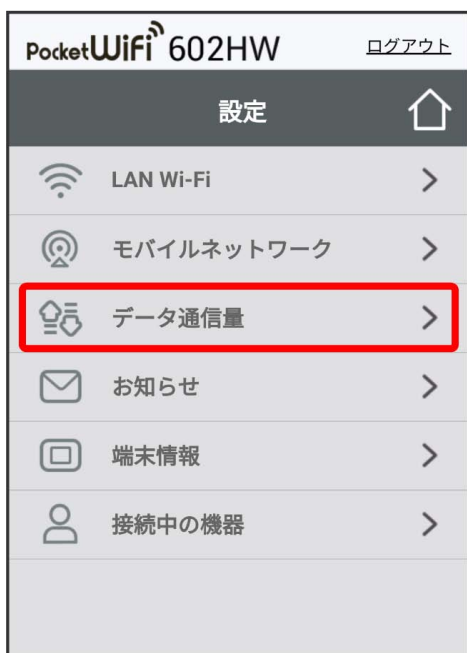 PocketWiFi 602HW
ログアウト
設定
LAN Wi-Fi
モバイルネットワーク
データ通信量
お知らせ
端末情報
接続中の機器